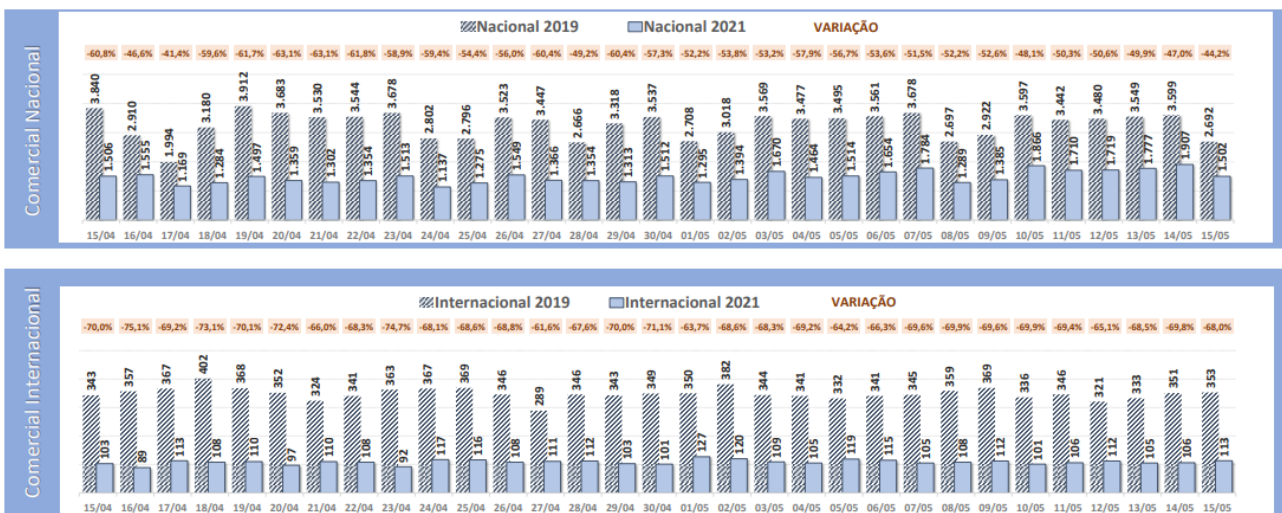 Comercial Nacional
Nacional 2019 Nacional 2021 VARIAÇÃO
-60,8% -46,6% -41,4% -59,6% -61,7% -63,1% -63,1% -61,8% -58,9% -59,4% -54,4% -56,0% -60,4% -49,2% -60,4% -57,3% -52,2% -53,8% -53,2% -57,9% -56,7% -53,6% -51,5% -52,2% -52,6% -48,1% -50,3% -50,6% -49,9% -47,0% -44,2%
3.840 2.910 1.994 3.180 3.912 3.683 3.530 3.544 3.678 2.802 2.796 3.523 3.447 2.666 3.318 3.537 2.708 3.018 3.569 3.477 3.495 3.561 3.678 2.697 2.922 3.597 3.442 3.480 3.549 3.599 2.692
1.506 1.555 1.169 1.284 1.497 1.359 1.302 1.354 1.513 1.137 1.275 1.549 1.366 1.354 1.313 1.512 1.295 1.394 1.670 1.464 1.514 1.654 1.784 1.289 1.385 1.866 1.710 1.719 1.777 1.907 1.502
15/04 16/04 17/04 18/04 19/04 20/04 21/04 22/04 23/04 24/04 25/04 26/04 27/04 28/04 29/04 30/04 01/05 02/05 03/05 04/05 05/05 06/05 07/05 08/05 09/05 10/05 11/05 12/05 13/05 14/05 15/05
Comercial Internacional
Internacional 2019 Internacional 2021 VARIAÇÃO
-70,0% -75,1% -69,2% -73,1% -70,1% -72,4% -66,0% -68,3% -74,7% -68,1% -68,6% -68,8% -61,6% -67,6% -70,0% -71,1% -63,7% -68,6% -68,3% -69,2% -64,2% -66,3% -69,6% -69,9% -69,6% -69,9% -69,4% -65,1% -68,5% -69,8% -68,0%
343 357 367 402 368 352 324 341 363 367 369 346 289 346 343 349 350 382 344 341 332 341 345 359 369 336 346 321 333 351 353
103 89 113 108 110 97 110 108 92 117 116 108 111 112 103 101 127 120 109 105 119 115 105 108 112 101 106 112 105 106 113
15/04 16/04 17/04 18/04 19/04 20/04 21/04 22/04 23/04 24/04 25/04 26/04 27/04 28/04 29/04 30/04 01/05 02/05 03/05 04/05 05/05 06/05 07/05 08/05 09/05 10/05 11/05 12/05 13/05 14/05 15/05